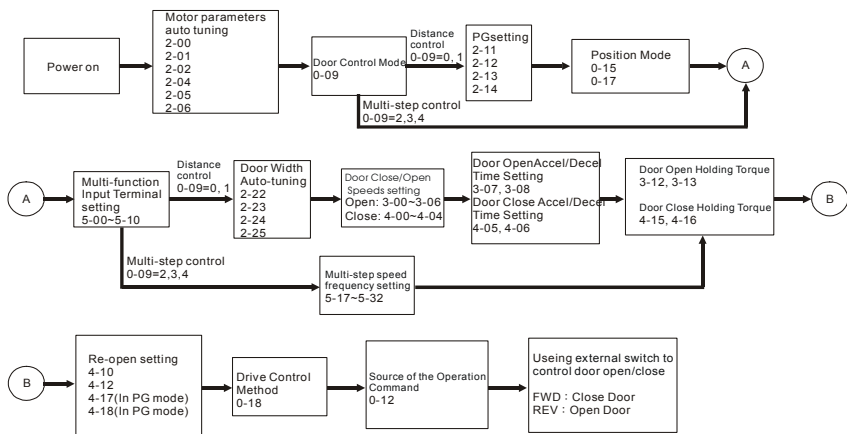 Power on
Motor parameters
auto tuning
2-00
2-01
2-02
2-04
2-05
2-06
Door Control Mode
0-09
Distance
control
0-09=0, 1
PGsetting
2-11
2-12
2-13
2-14
Position Mode
0-15
0-17
A
Multi-step control
0-09=2,3,4
A
Multi-function
Input Terminal
setting
5-00~5-10
Distance
control
0-09=0, 1
Door Width
Auto-tuning
2-22
2-23
2-24
2-25
Door Close/Open
Speeds setting
Open: 3-00~3-06
Close: 4-00~4-04
Door OpenAccel/Decel
Time Setting
3-07, 3-08
Door Close Accel/Decel
Time Setting
4-05, 4-06
Door Open Holding Torque
3-12, 3-13
Door Close Holding Torque
4-15, 4-16
B
Multi-step control
0-09=2,3,4
Multi-step speed
frequency setting
5-17~5-32
B
Re-open setting
4-10
4-12
4-17(In PG mode)
4-18(In PG mode)
Drive Control
Method
0-18
Source of the Operation
Command
0-12
Useing external switch to
control door open/close
FWD：Close Door
REV：Open Door